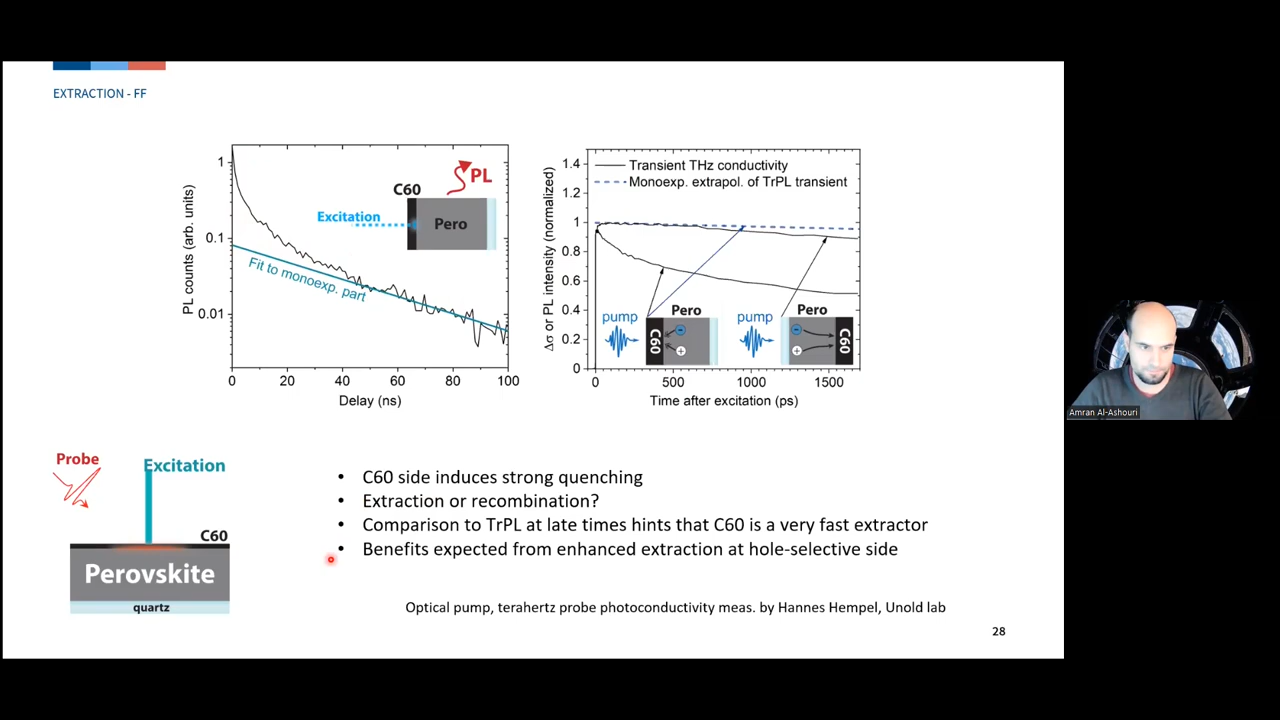 EXTRACTION - FF
PL counts (arb. units)
1
0.1
0.01
0
20
40
60
80
100
Delay (ns)
C60
PL
Excitation
Pero
Fit to monoexp. part
Δσ or PL intensity (normalized)
1.4
1.2
1
0.8
0.6
0.4
0.2
0
0
500
1000
1500
Time after excitation (ps)
Transient THz conductivity
Monoexp. extrapol. of TrPL transient
pump
Pero
C60
-
+
pump
Pero
C60
-
+
Probe
Excitation
C60
Perovskite
quartz
• C60 side induces strong quenching
• Extraction or recombination?
• Comparison to TrPL at late times hints that C60 is a very fast extractor
• Benefits expected from enhanced extraction at hole-selective side
Optical pump, terahertz probe photoconductivity meas. by Hannes Hempel, Unold lab
28
Amran Al-Ashouri